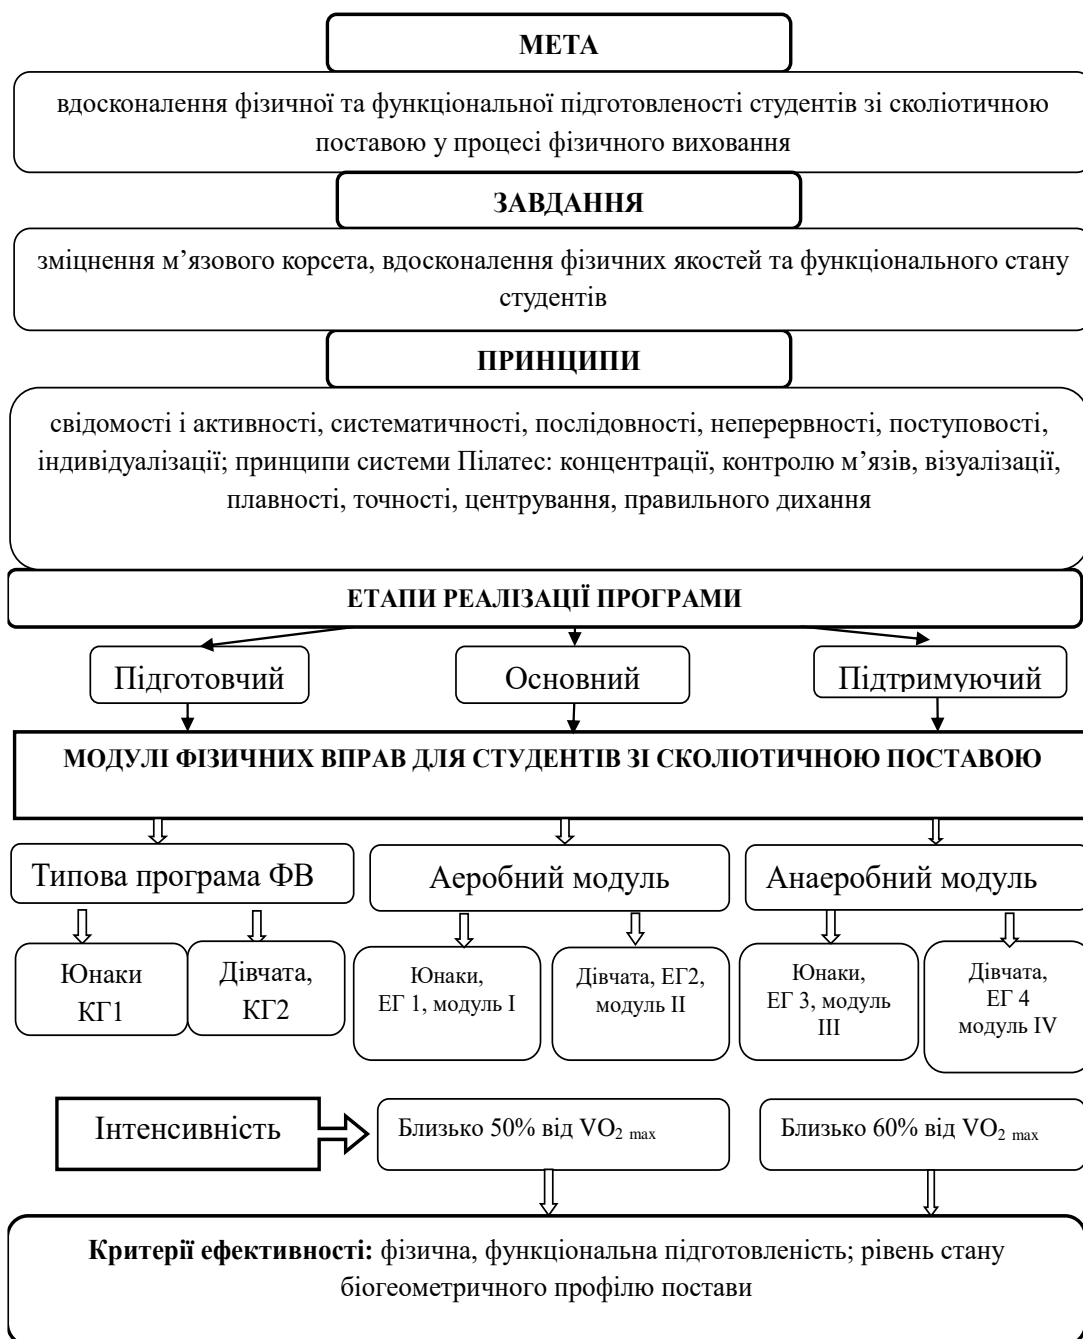 МЕТА
вдосконалення фізичної та функціональної підготовленості студентів зі сколіотичною
поставою у процесі фізичного виховання
ЗАВДАННЯ
зміцнення м’язового корсета, вдосконалення фізичних якостей та функціонального стану
студентів
ПРИНЦИПИ
свідомості і активності, систематичності, послідовності, неперервності, поступовості,
індивідуалізації; принципи системи Пілатес: концентрації, контролю м’язів, візуалізації,
плавності, точності, центрування, правильного дихання
ЕТАПИ РЕАЛІЗАЦІЇ ПРОГРАМИ
Підготовчий
Основний
Підтримуючий
МОДУЛІ ФІЗИЧНИХ ВПРАВ ДЛЯ СТУДЕНТІВ ЗІ СКОЛІОТИЧНОЮ ПОСТАВОЮ
Типова програма ФВ
Аеробний модуль
Анаеробний модуль
Юнаки
КГ1
Дівчата,
КГ2
Юнаки,
ЕГ 1, модуль I
Дівчата, ЕГ2,
модуль II
Юнаки,
ЕГ 3, модуль
III
Дівчата,
ЕГ 4
модуль IV
Інтенсивність
Близько 50% від VO2 max
Близько 60% від VO2 max
Критерії ефективності: фізична, функціональна підготовленість; рівень стану
біогеометричного профілю постави